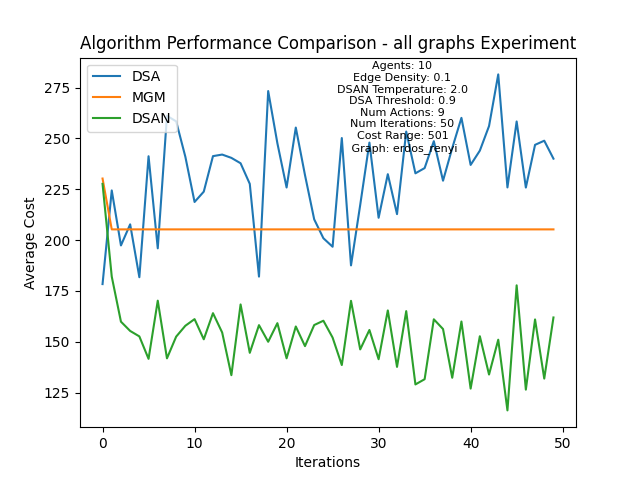 Algorithm Performance Comparison - all graphs Experiment
DSA
MGM
DSAN
Agents: 10
Edge Density: 0.1
DSAN Temperature: 2.0
DSA Threshold: 0.9
Num Actions: 9
Num Iterations: 50
Cost Range: 501
Graph: erdos_renyi
Average Cost
275
250
225
200
175
150
125
0 10 20 30 40 50
Iterations